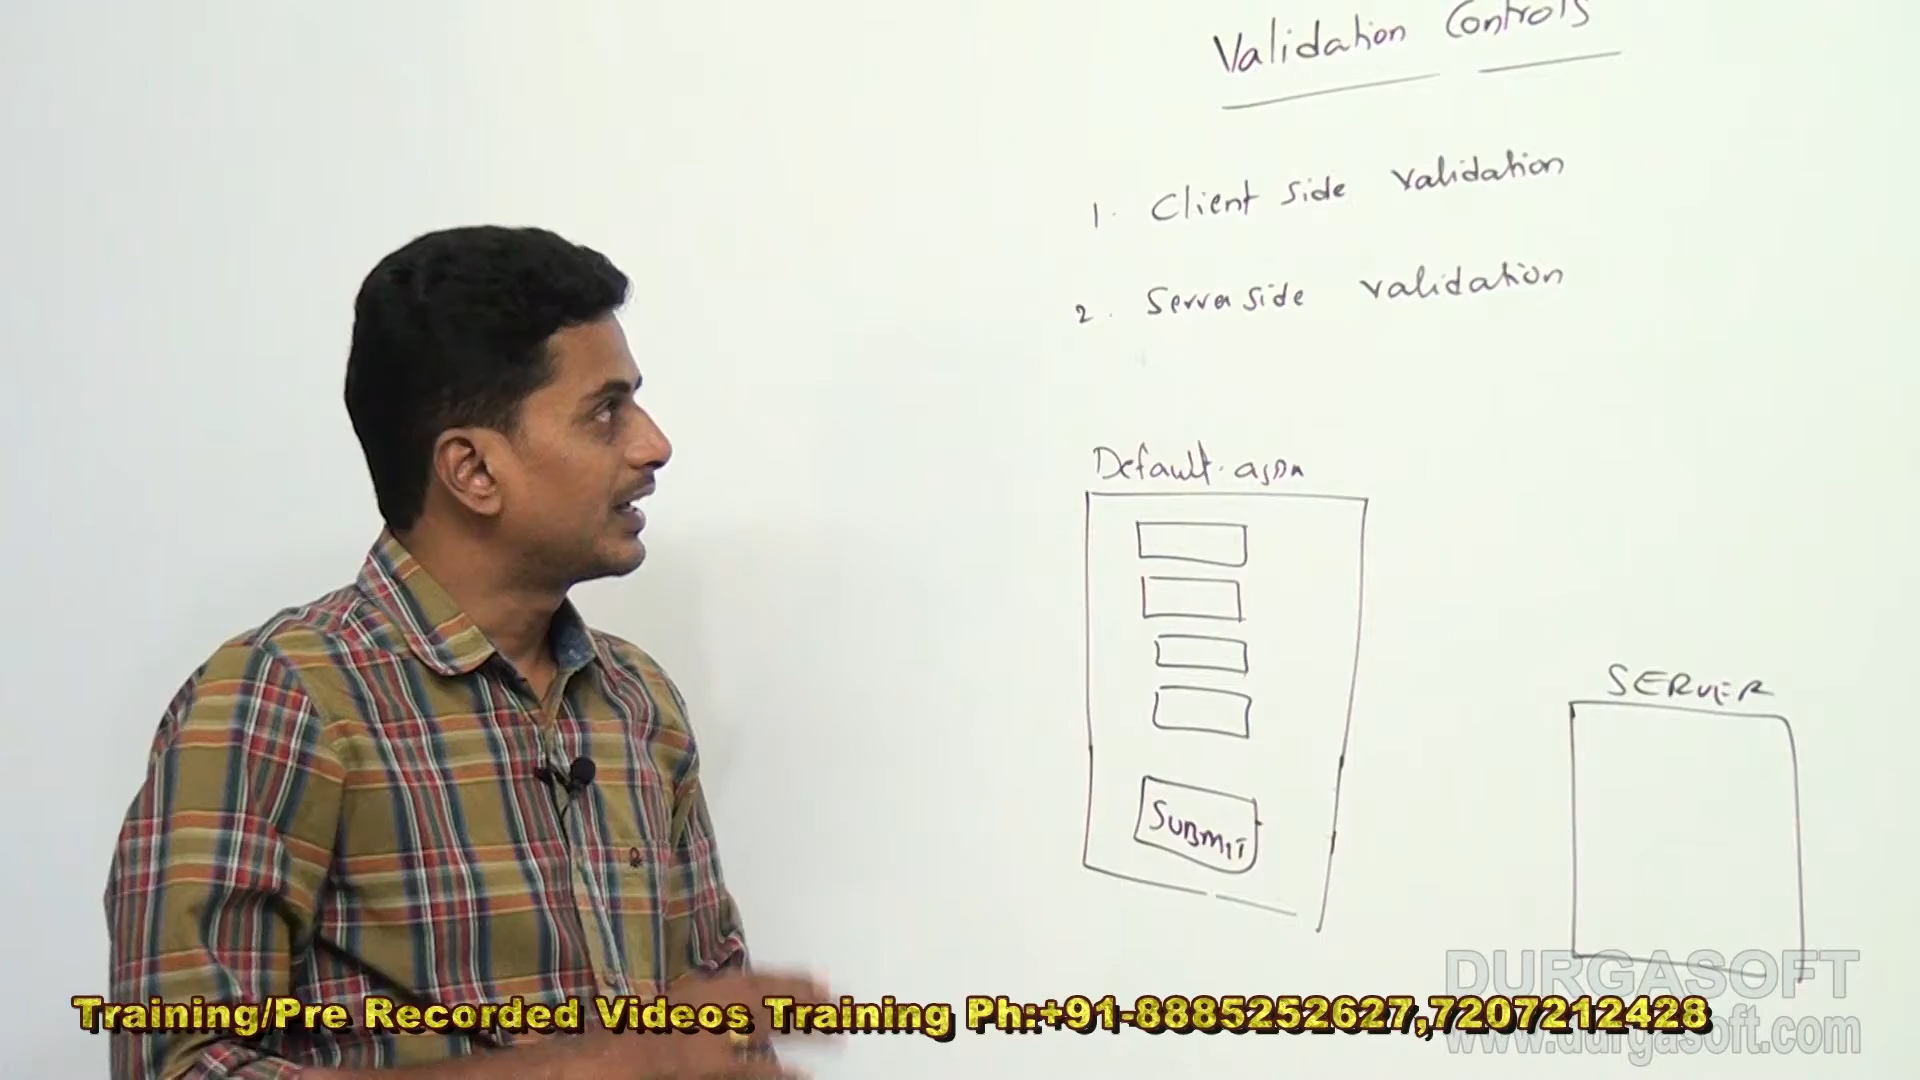 Validation Controls
1. Client side validation
2. Server side validation
Default.aspx
SUBMIT
SERVER
DURGASOFT
www.durgasoft.com
Training/Pre Recorded Videos Training Ph:+91-8885252627,7207212428